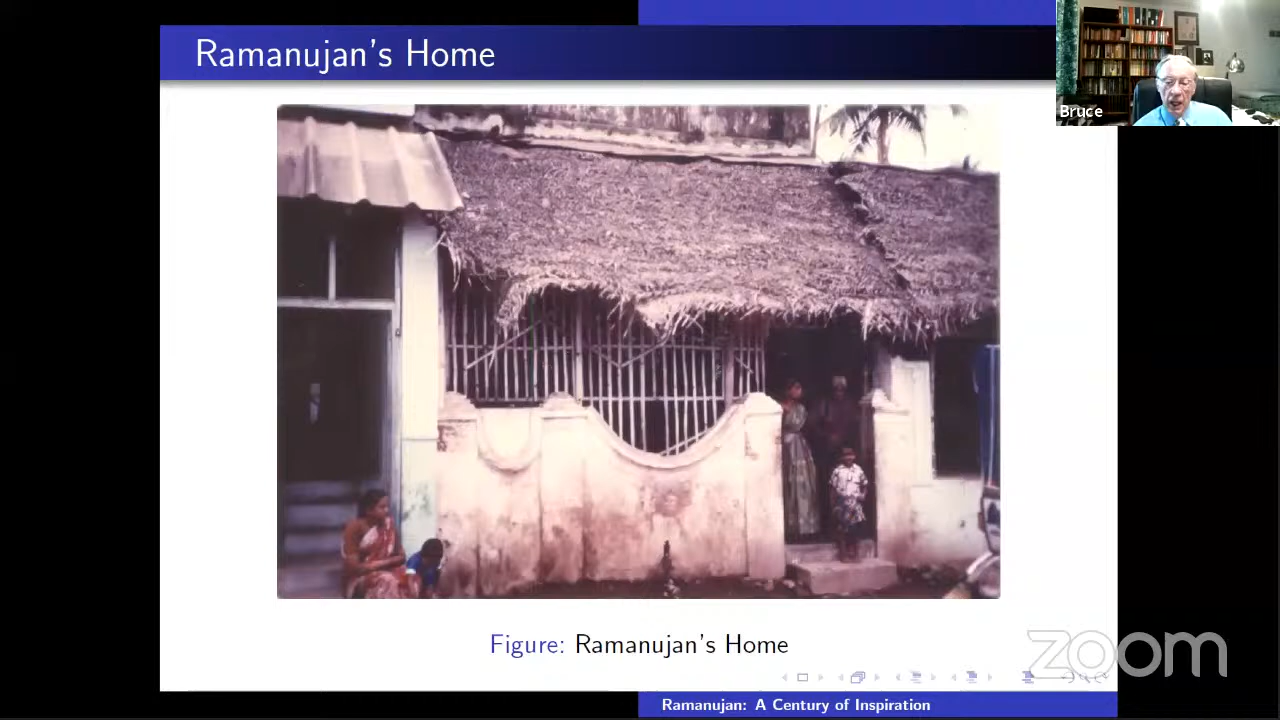 Ramanujan's Home
Bruce
Figure: Ramanujan's Home
zoom
Ramanujan: A Century of Inspiration